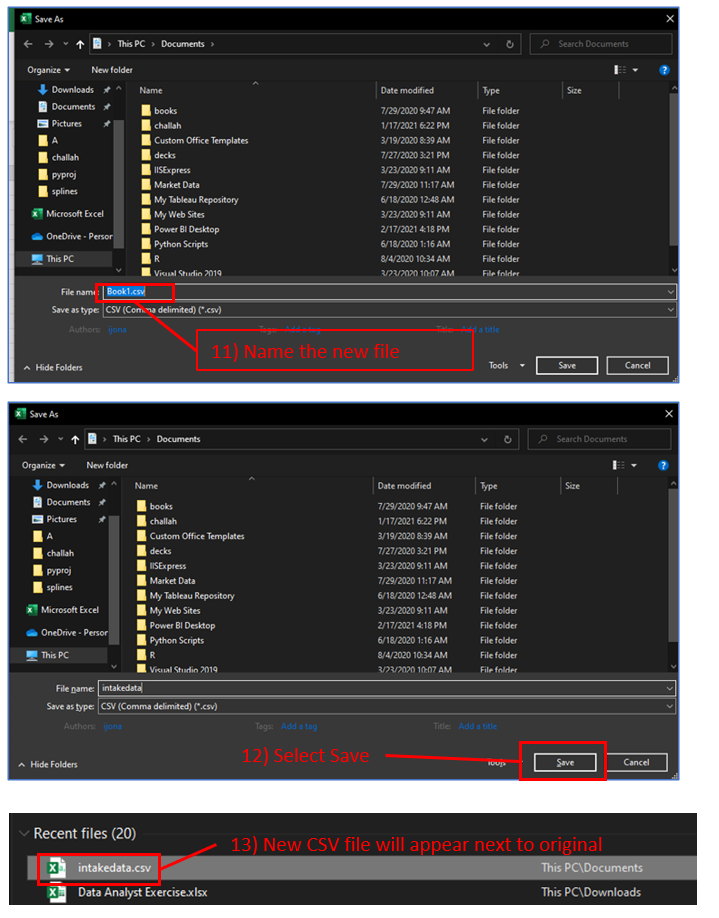 Save As
This PC > Documents >
Search Documents
Organize New folder
Name Date modified Type Size
Downloads
Documents
Pictures
A
challah
pyproj
splines
Microsoft Excel
OneDrive - Person
This PC
books 7/29/2020 9:47 AM File folder
challah 1/17/2021 6:22 PM File folder
Custom Office Templates 3/19/2020 8:39 AM File folder
decks 7/27/2020 3:21 PM File folder
IISExpress 3/23/2020 9:11 AM File folder
Market Data 7/29/2020 11:17 AM File folder
My Tableau Repository 6/18/2020 12:48 AM File folder
My Web Sites 3/23/2020 9:11 AM File folder
Power BI Desktop 2/17/2021 4:18 PM File folder
Python Scripts 6/18/2020 1:16 AM File folder
R 8/4/2020 10:34 AM File folder
Visual Studio 2019 3/23/2020 10:07 AM File folder
File name: Book1.csv
Save as type: CSV (Comma delimited) (*.csv)
Authors: ijona Tags: Add a tag Title: Add a title
11) Name the new file
Hide Folders Tools Save Cancel
Save As
This PC > Documents
Search Documents
Organize New folder
Name Date modified Type Size
Downloads
Documents
Pictures
A
challah
pyproj
splines
Microsoft Excel
OneDrive - Person
This PC
books 7/29/2020 9:47 AM File folder
challah 1/17/2021 6:22 PM File folder
Custom Office Templates 3/19/2020 8:39 AM File folder
decks 7/27/2020 3:21 PM File folder
IISExpress 3/23/2020 9:11 AM File folder
Market Data 7/29/2020 11:17 AM File folder
My Tableau Repository 6/18/2020 12:48 AM File folder
My Web Sites 3/23/2020 9:11 AM File folder
Power BI Desktop 2/17/2021 4:18 PM File folder
Python Scripts 6/18/2020 1:16 AM File folder
R 8/4/2020 10:34 AM File folder
Visual Studio 2019 3/23/2020 10:07 AM File folder
File name: intakedata
Save as type: CSV (Comma delimited) (*.csv)
Authors: ijona Tags: Add a tag Title: Add a title
12) Select Save
Hide Folders Tools Save Cancel
Recent files (20)
13) New CSV file will appear next to original
intakedata.csv This PC\Documents
Data Analyst Exercise.xlsx This PC\Downloads